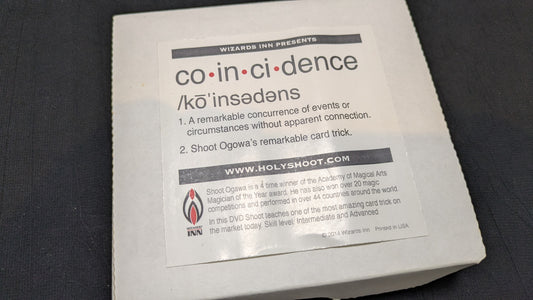 WIZARDS INN PRESENTS
co•in•ci•dence
/kō'insədəns
1. A remarkable concurrence of events or
circumstances without apparent connection.
2. Shoot Ogowa's remarkable card trick.
WWW.HOLYSHOOT.COM
Shoot Ogawa is a 4 time winner of the Academy of Magical Arts
Magician of the Year award. He has also won over 20 magic
competitions and performed in over 44 countries around the world.
In this DVD Shoot teaches one of the most amazing card trick on
the market today. Skill level: Intermediate and Advanced
WIZARDS INN
© 2014 Wizards Inn Printed in USA